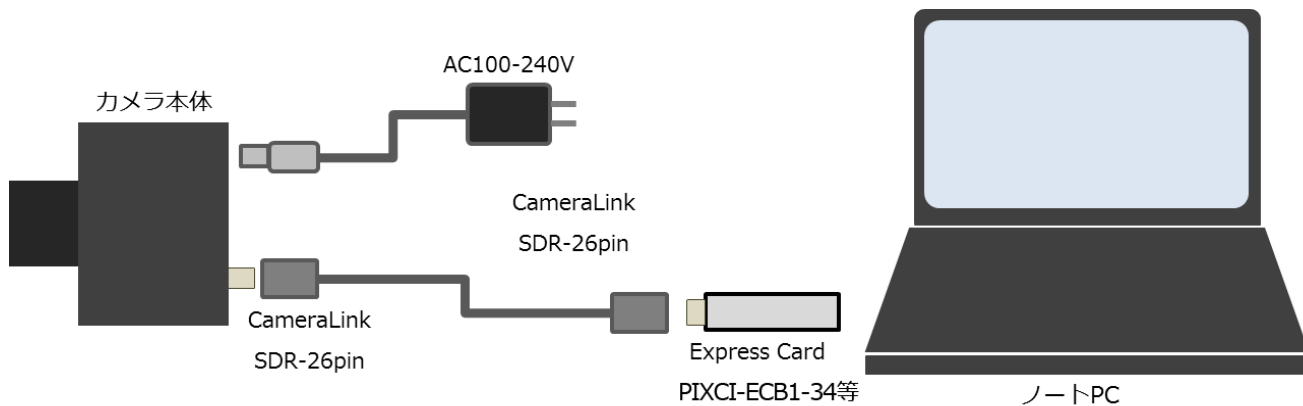 AC100-240V
カメラ本体
CameraLink
SDR-26pin
CameraLink
SDR-26pin
Express Card
PIXCI-ECB1-34等
ノートPC